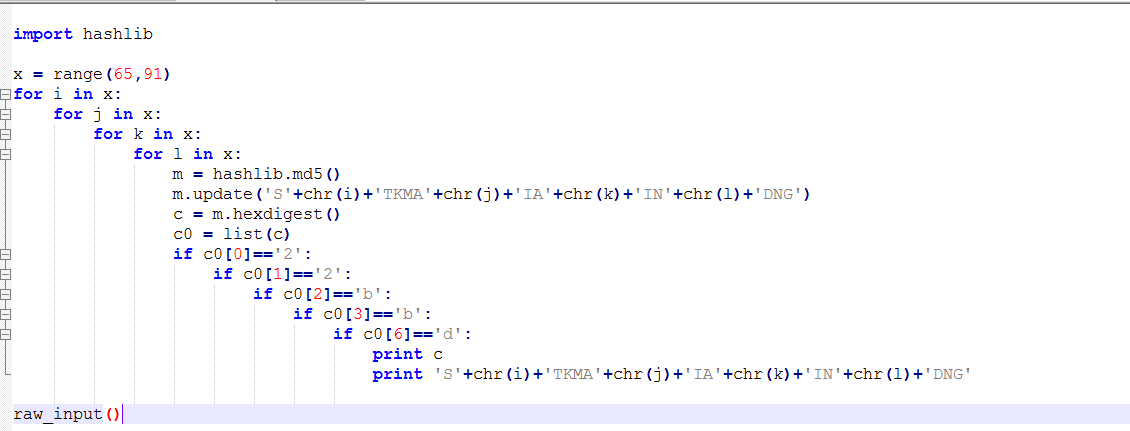 import hashlib
x = range(65,91)
for i in x:
    for j in x:
        for k in x:
            for l in x:
                m = hashlib.md5()
                m.update('S'+chr(i)+'TKMA'+chr(j)+'IA'+chr(k)+'IN'+chr(l)+'DNG')
                c = m.hexdigest()
                c0 = list(c)
                if c0[0]=='2':
                    if c0[1]=='2':
                        if c0[2]=='b':
                            if c0[3]=='b':
                                if c0[6]=='d':
                                    print c
                                    print 'S'+chr(i)+'TKMA'+chr(j)+'IA'+chr(k)+'IN'+chr(l)+'DNG'
raw_input()